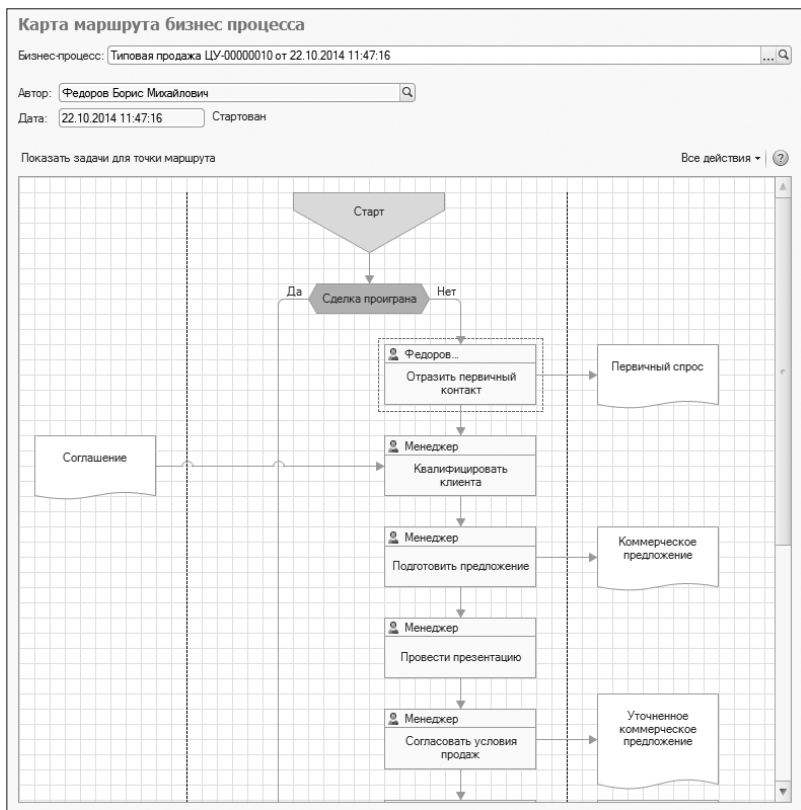 Карта маршрута бизнес процесса
Бизнес-процесс: Типовая продажа ЦУ-00000010 от 22.10.2014 11:47:16 ...
Автор: Федоров Борис Михайлович
Дата: 22.10.2014 11:47:16 Стартован
Показать задачи для точки маршрута Все действия ?
Старт
Да Сделка проиграна Нет
Федоров...
Отразить первичный
контакт
Первичный спрос
Соглашение
Менеджер
Квалифицировать
клиента
Менеджер
Подготовить предложение
Коммерческое
предложение
Менеджер
Провести презентацию
Менеджер
Согласовать условия
продаж
Уточненное
коммерческое
предложение